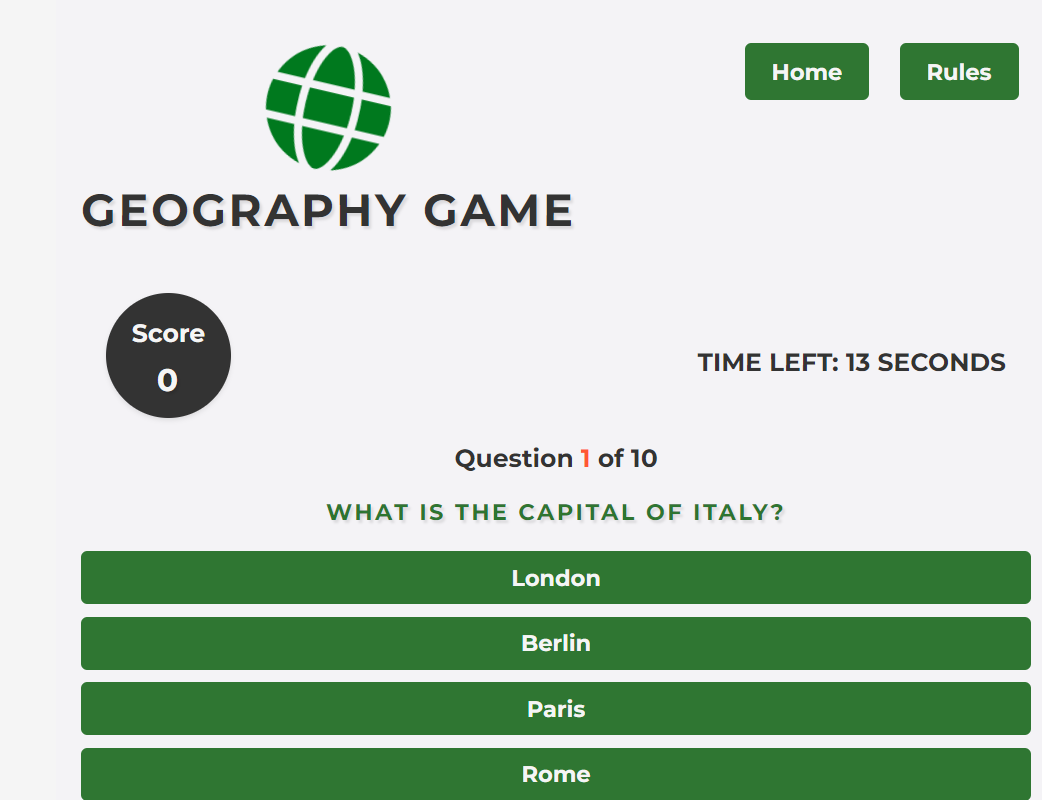 Home
Rules
GEOGRAPHY GAME
Score
0
TIME LEFT: 13 SECONDS
Question 1 of 10
WHAT IS THE CAPITAL OF ITALY?
London
Berlin
Paris
Rome